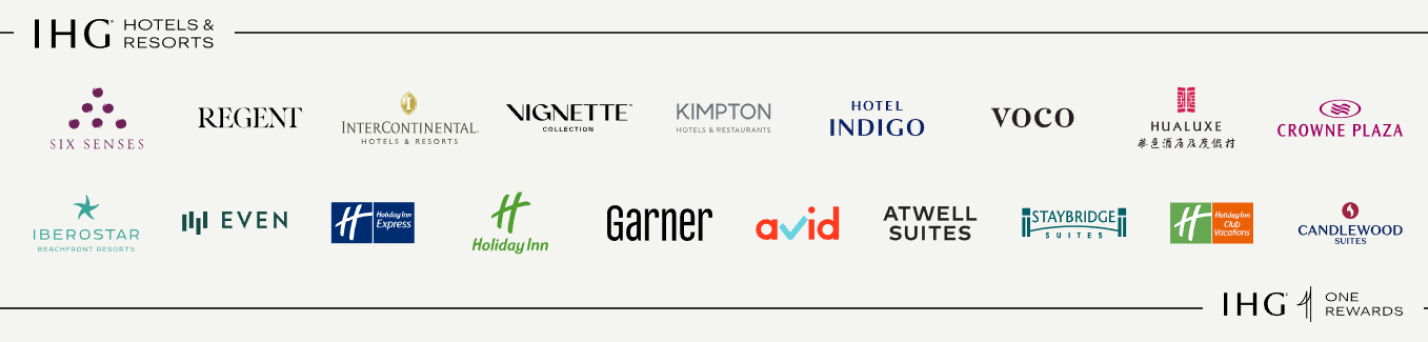 IHG HOTELS &
RESORTS
SIX SENSES
REGENT
INTERCONTINENTAL
HOTELS & RESORTS
VIGNETTE
COLLECTION
KIMPTON
HOTELS & RESTAURANTS
HOTEL
INDIGO
VOCO
HUALUXE
华邑酒店及度假村
CROWNE PLAZA
IBEROSTAR
BEACHFRONT RESORTS
EVEN
H Holiday Inn
Express
H
Holiday Inn
Garner
avid
ATWELL
SUITES
STAYBRIDGE
SUITES
H Holiday Inn
Club
Vacations
CANDLEWOOD
SUITES
IHG ONE
REWARDS